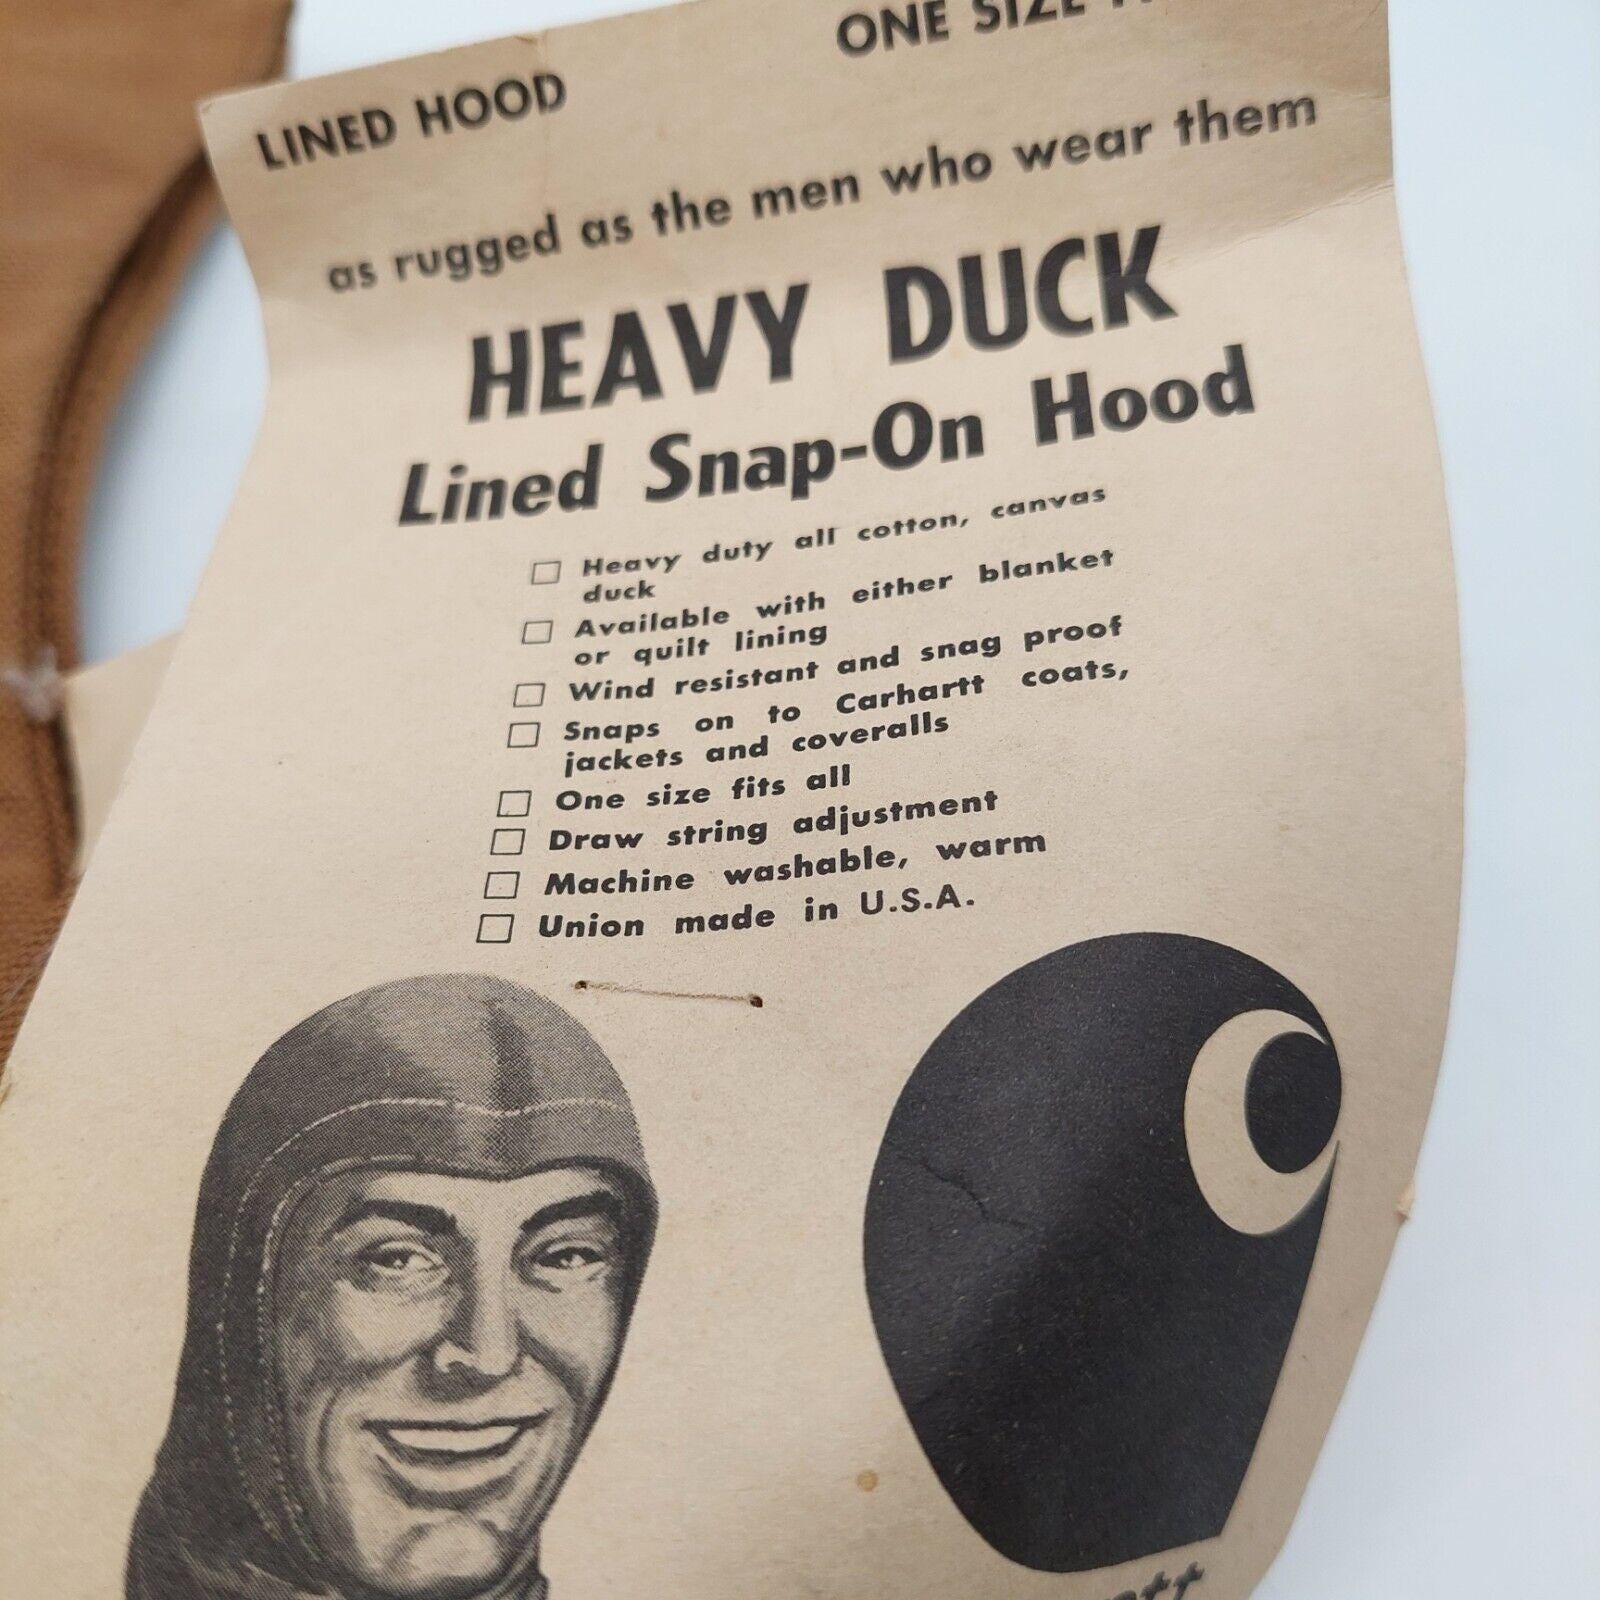 LINED HOOD
ONE SIZE
as rugged as the men who wear them
HEAVY DUCK
Lined Snap-On Hood
Heavy duty all cotton, canvas
duck
Available with either blanket
or quilt lining
Wind resistant and snag proof
Snaps on to Carhartt coats,
jackets and coveralls
One size fits all
Draw string adjustment
Machine washable, warm
Union made in U.S.A.